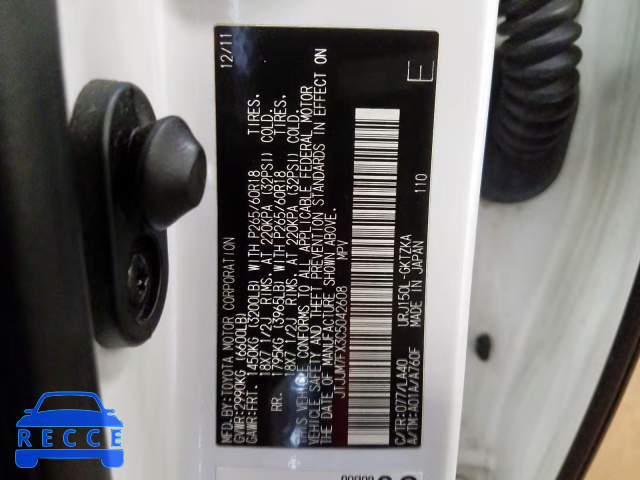 MFD.BY:TOYOTA MOTOR CORPORATION 12/11
GVWR:2990KG(6600LB)
GAWR:FRT. 1450KG (3200LB) WITH P265/60R18 TIRES.
18X7 1/2J RIMS. AT 220KPA (32PSI) COLD.
RR. 1795KG (3965LB) WITH P265/60R18 TIRES.
18X7 1/2J RIMS. AT 220KPA (32PSI) COLD.
THIS VEHICLE CONFORMS TO ALL APPLICABLE FEDERAL MOTOR
VEHICLE SAFETY AND THEFT PREVENTION STANDARDS IN EFFECT ON
THE DATE OF MANUFACTURE SHOWN ABOVE.
JTJJM7FX3S5042608 MPV
E
C/TR:077/LA40 URJ150L-GKTZKA
A/TM:A01A/A760F MADE IN JAPAN 110
RECCE